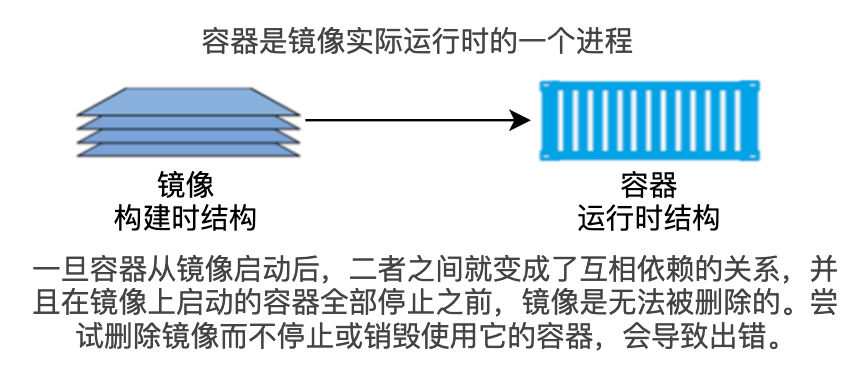 容器是镜像实际运行时的一个进程
镜像
构建时结构
容器
运行时结构
一旦容器从镜像启动后，二者之间就变成了互相依赖的关系，并
且在镜像上启动的容器全部停止之前，镜像是无法被删除的。尝
试删除镜像而不停止或销毁使用它的容器，会导致出错。